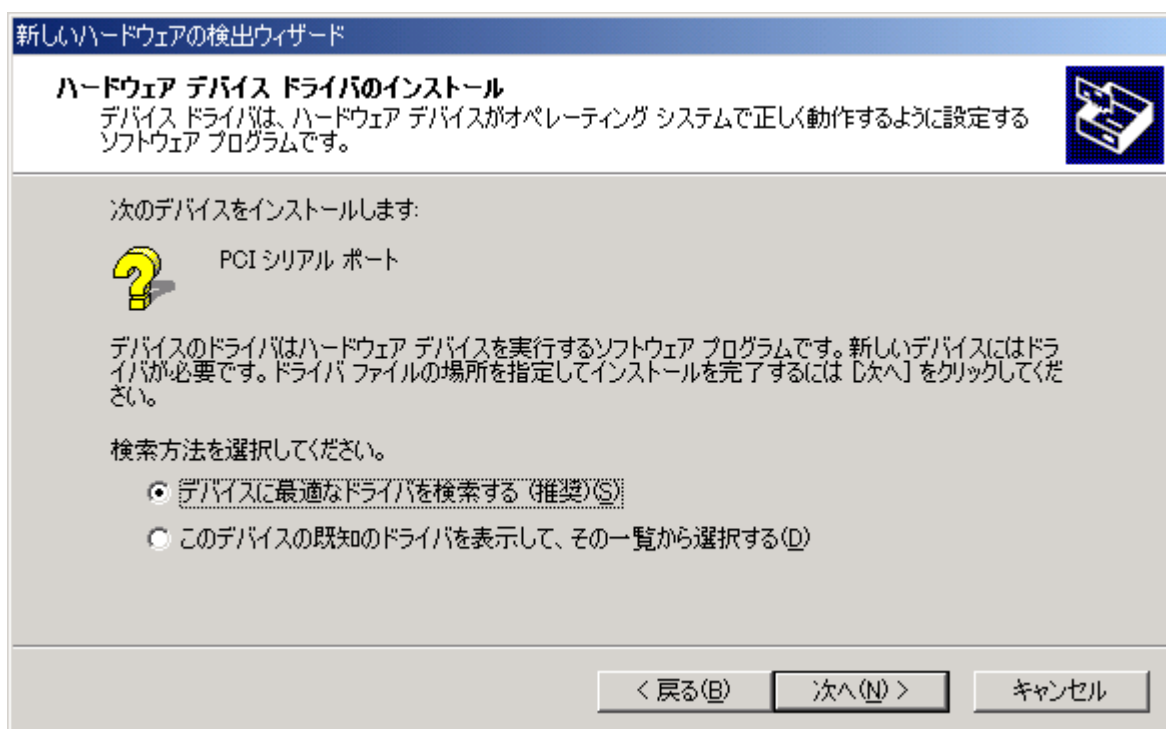 新しいハードウェアの検出ウィザード
ハードウェア デバイス ドライバのインストール
デバイス ドライバは、ハードウェア デバイスがオペレーティング システムで正しく動作するように設定する
ソフトウェア プログラムです。
次のデバイスをインストールします:
PCI シリアル ポート
デバイスのドライバはハードウェア デバイスを実行するソフトウェア プログラムです。新しいデバイスにはドラ
イバが必要です。ドライバ ファイルの場所を指定してインストールを完了するには [次へ] をクリックしてくだ
さい。
検索方法を選択してください。
デバイスに最適なドライバを検索する (推奨)(S)
このデバイスの既知のドライバを表示して、その一覧から選択する(D)
< 戻る(B) 次へ(N) > キャンセル